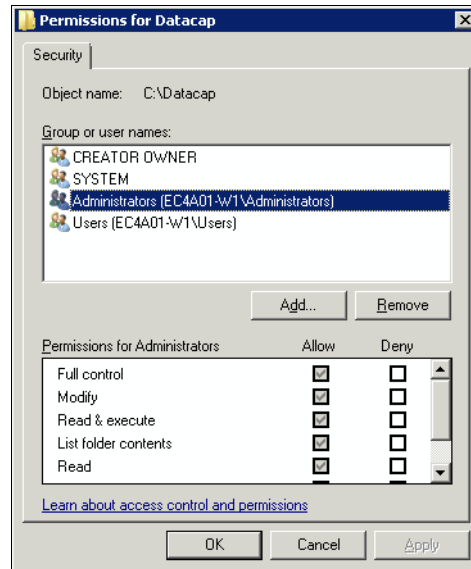 Permissions for Datacap
Security
Object name: C:\Datacap
Group or user names:
CREATOR OWNER
SYSTEM
Administrators (EC4A01-W1\Administrators)
Users (EC4A01-W1\Users)
Add... Remove
Permissions for Administrators Allow Deny
Full control
Modify
Read & execute
List folder contents
Read
Learn about access control and permissions
OK Cancel Apply